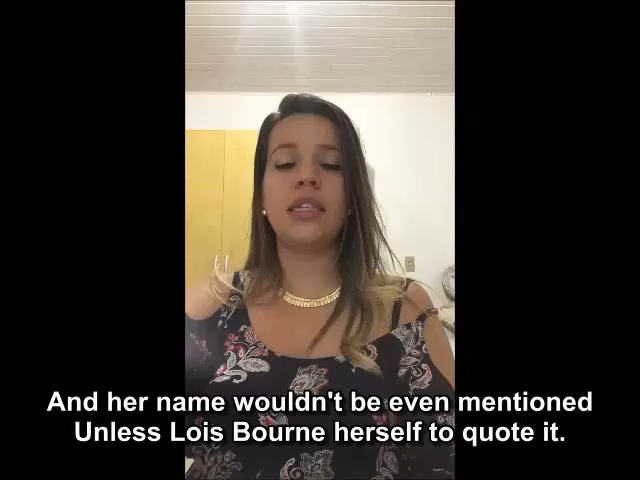 And her name wouldn't be even mentioned
Unless Lois Bourne herself to quote it.